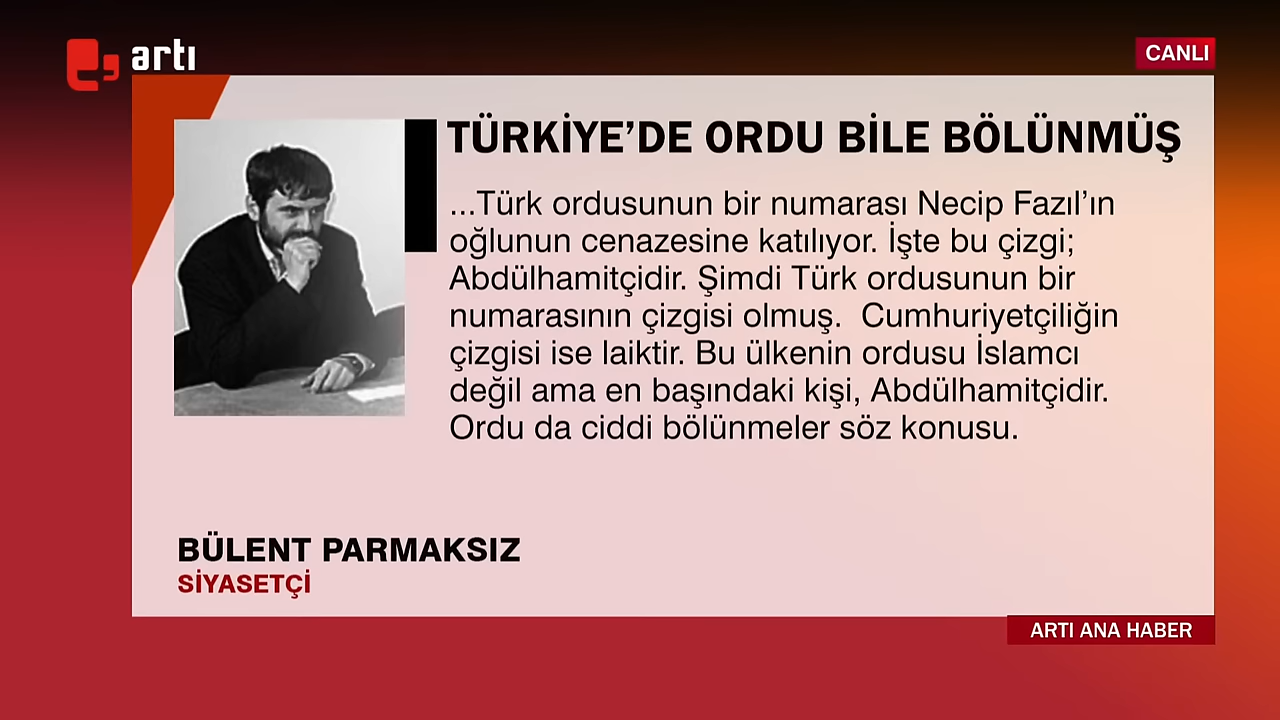 artı
CANLI
TÜRKİYE’DE ORDU BİLE BÖLÜNMÜŞ
...Türk ordusunun bir numarası Necip Fazıl’ın
oğlunun cenazesine katılıyor. İşte bu çizgi;
Abdülhamitçidir. Şimdi Türk ordusunun bir
numarasının çizgisi olmuş.  Cumhuriyetçiliğin
çizgisi ise laiktir. Bu ülkenin ordusu İslamcı
değil ama en başındaki kişi, Abdülhamitçidir.
Ordu da ciddi bölünmeler söz konusu.
BÜLENT PARMAKSIZ
SİYASETÇİ
ARTI ANA HABER